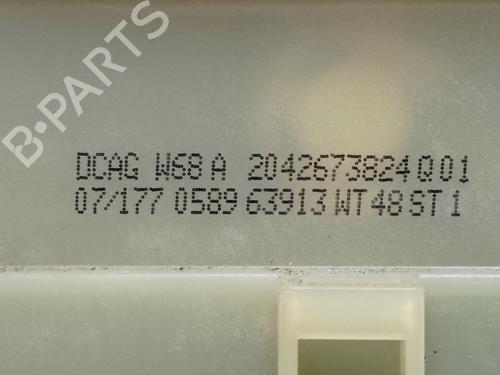 B-PARTS
DCAG W68 A 2042673824 Q 01
07/177 0589 63913 WT 48 ST 1